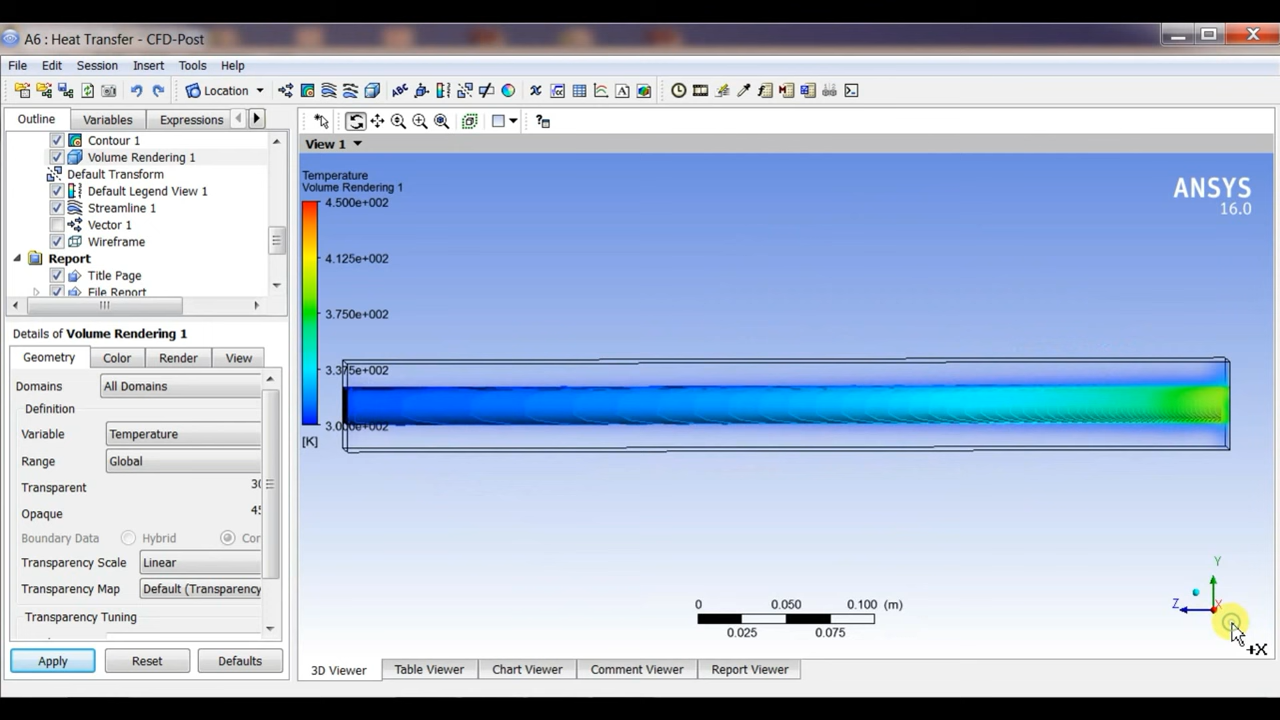 A6 : Heat Transfer - CFD-Post
File Edit Session Insert Tools Help
Location
Outline Variables Expressions
Contour 1
Volume Rendering 1
Default Transform
Default Legend View 1
Streamline 1
Vector 1
Wireframe
Report
Title Page
File Report
Details of Volume Rendering 1
Geometry Color Render View
Domains All Domains
Definition
Variable Temperature
Range Global
Transparent 30
Opaque 45
Boundary Data Hybrid Con
Transparency Scale Linear
Transparency Map Default (Transparency
Transparency Tuning
Apply Reset Defaults
View 1
Temperature
Volume Rendering 1
4.500e+002
4.125e+002
3.750e+002
3.375e+002
3.000e+002
[K]
ANSYS
16.0
0 0.050 0.100 (m)
0.025 0.075
Y
Z X
+X
3D Viewer Table Viewer Chart Viewer Comment Viewer Report Viewer